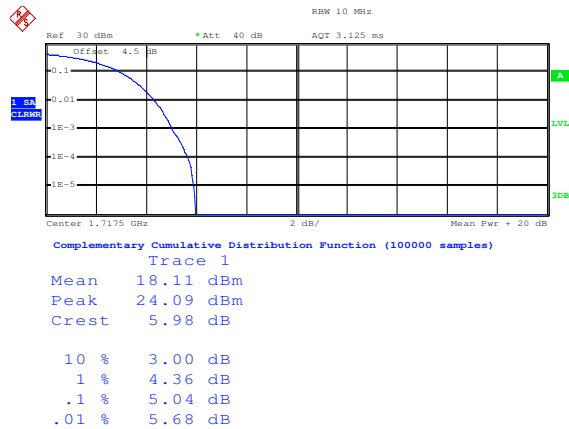 RBW 10 MHz
Ref 30 dBm *Att 40 dB AQT 3.125 ms
Offset 4.5 dB
0.1
A
0.01
1 SA
CLRWR
1E-3
LVL
1E-4
1E-5
3DB
Center 1.7175 GHz 2 dB/ Mean Pwr + 20 dB
Complementary Cumulative Distribution Function (100000 samples)
Trace 1
Mean 18.11 dBm
Peak 24.09 dBm
Crest 5.98 dB
10 % 3.00 dB
1 % 4.36 dB
.1 % 5.04 dB
.01 % 5.68 dB